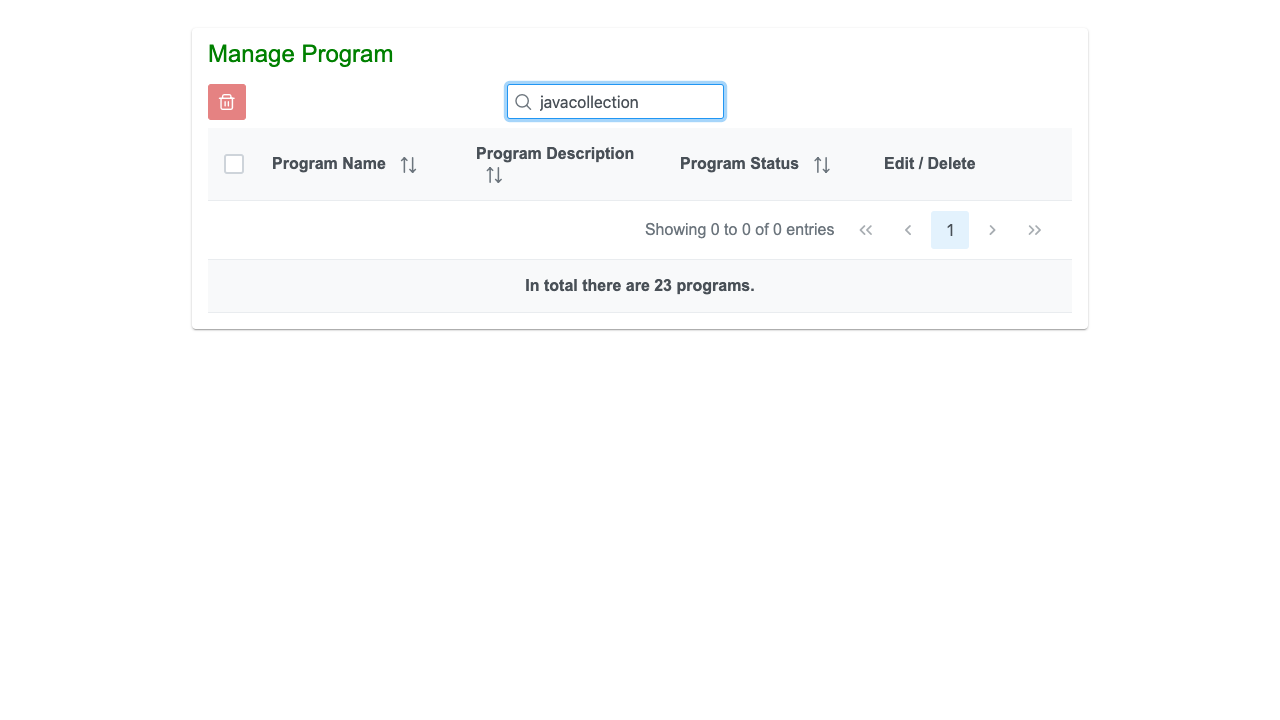 Manage Program
javacollection
Program Name
Program Description
Program Status
Edit / Delete
Showing 0 to 0 of 0 entries
1
In total there are 23 programs.